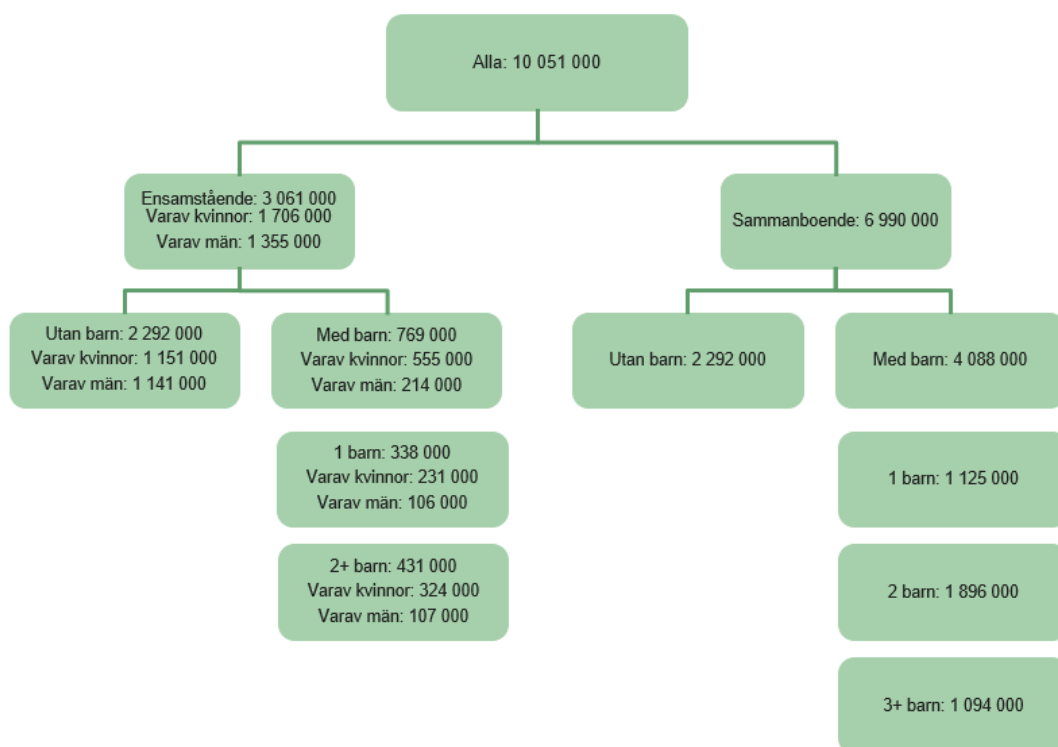 Alla: 10 051 000
Ensamstående: 3 061 000
Varav kvinnor: 1 706 000
Varav män: 1 355 000
Sammanboende: 6 990 000
Utan barn: 2 292 000
Varav kvinnor: 1 151 000
Varav män: 1 141 000
Med barn: 769 000
Varav kvinnor: 555 000
Varav män: 214 000
Utan barn: 2 292 000
Med barn: 4 088 000
1 barn: 338 000
Varav kvinnor: 231 000
Varav män: 106 000
1 barn: 1 125 000
2+ barn: 431 000
Varav kvinnor: 324 000
Varav män: 107 000
2 barn: 1 896 000
3+ barn: 1 094 000